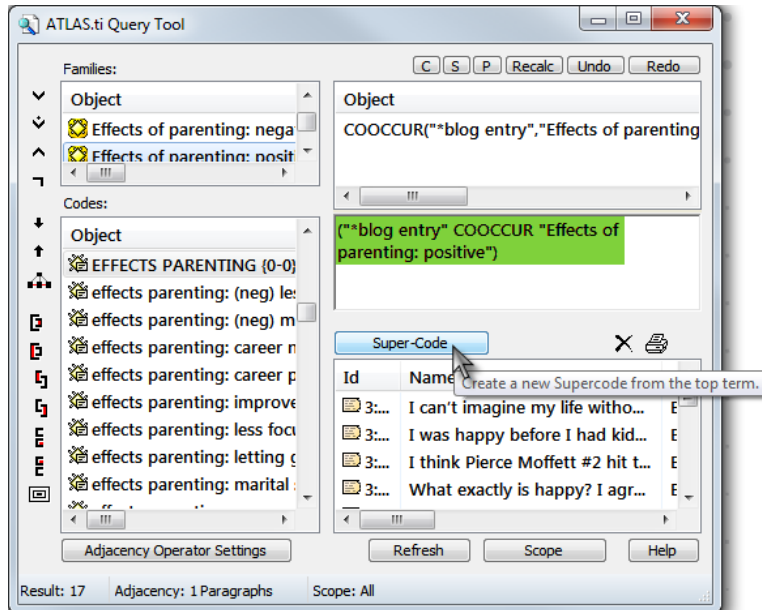 ATLAS.ti Query Tool
Families:
C S P Recalc Undo Redo
Object
Effects of parenting: nega
Effects of parenting: positi
Object
COOCCUR("*blog entry","Effects of parenting
Codes:
Object
EFFECTS PARENTING {0-0}
effects parenting: (neg) le
effects parenting: (neg) m
effects parenting: career n
effects parenting: career p
effects parenting: improve
effects parenting: less focu
effects parenting: letting g
effects parenting: marital
("*blog entry" COOCCUR "Effects of
parenting: positive")
Super-Code
Create a new Supercode from the top term.
Id Name
3:... I can't imagine my life witho...
3:... I was happy before I had kid... E
3:... I think Pierce Moffett #2 hit t... E
3:... What exactly is happy? I agr... E
Adjacency Operator Settings Refresh Scope Help
Result: 17 Adjacency: 1 Paragraphs Scope: All